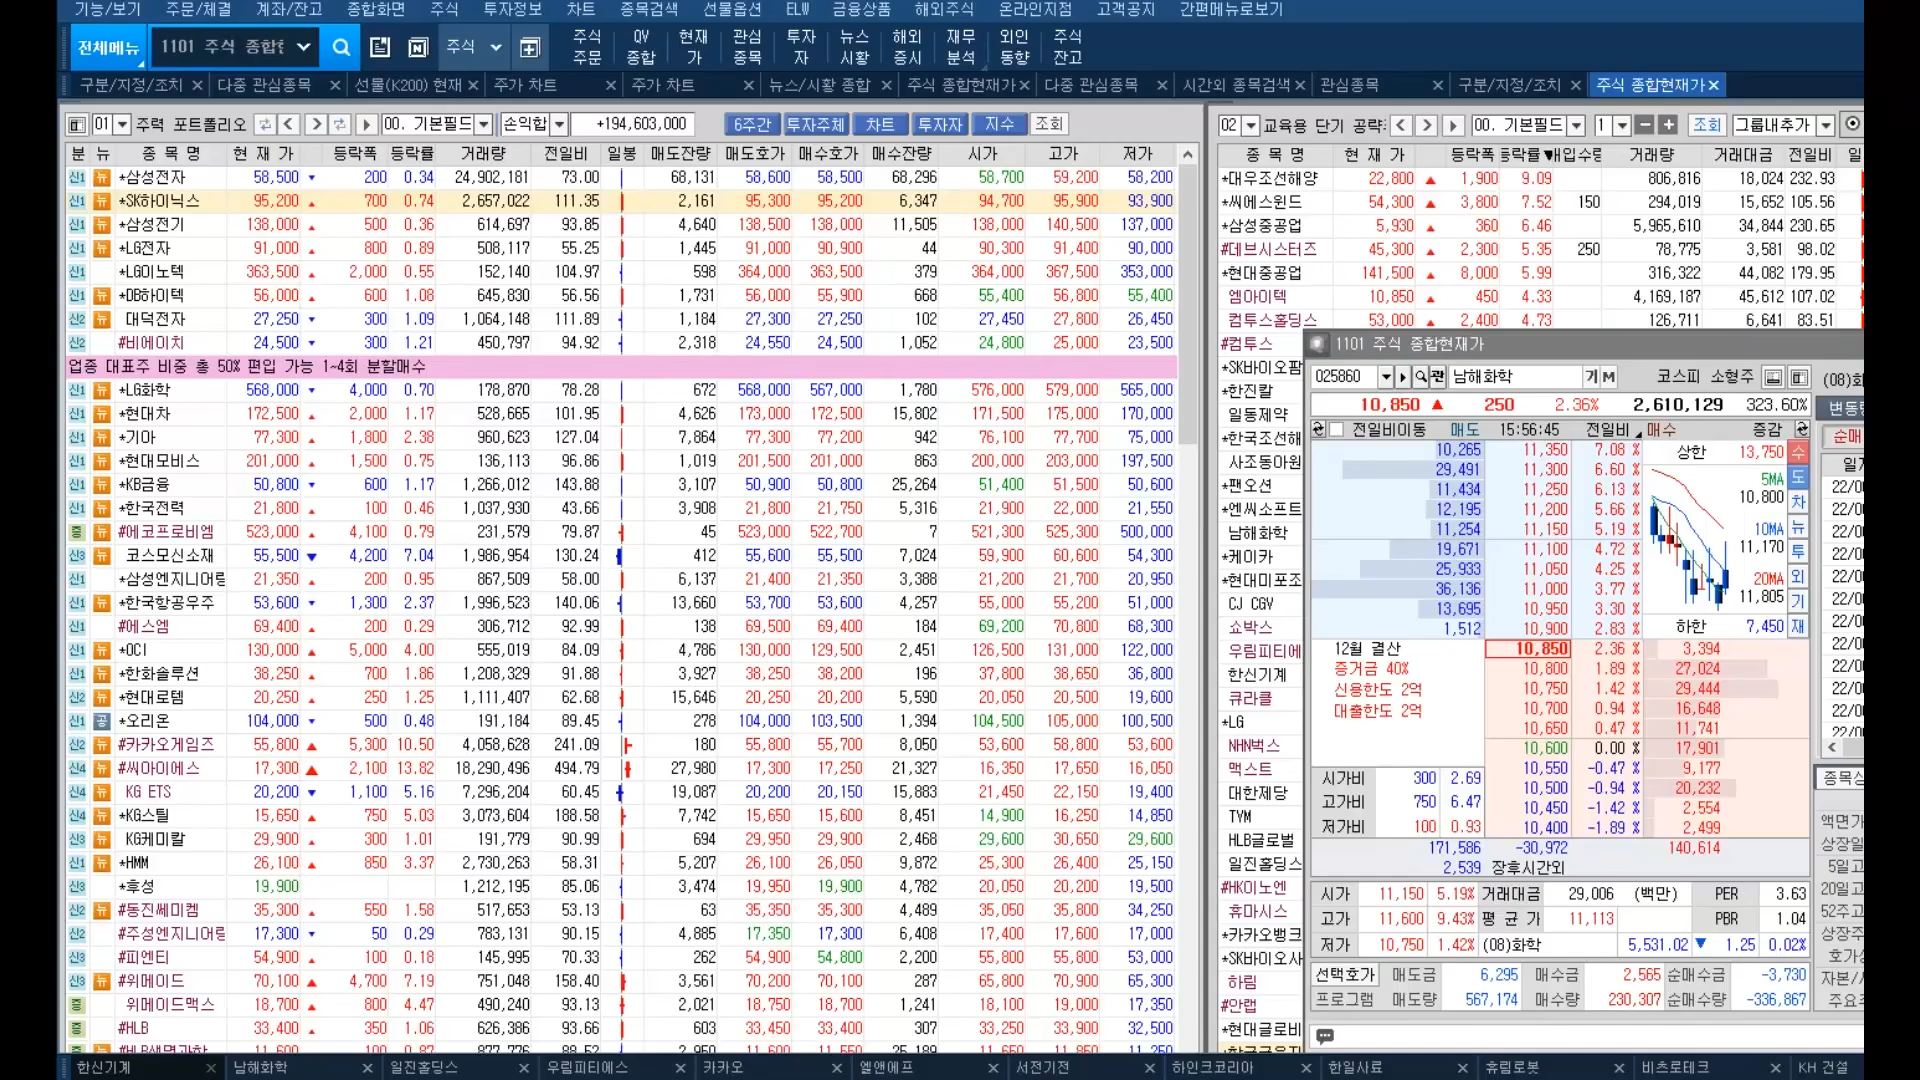 기능/보기 주문/체결 계좌/잔고 종합화면 주식 투자정보 차트 종목검색 선물옵션 ELW 금융상품 해외주식 온라인지점 고객공지 간편메뉴로보기
전체메뉴 1101 주식 종합현 주식 주식 주문 QV 종합 현재 가 관심 종목 투자 자 뉴스 시황 해외 증시 재무 분석 외인 동향 주식 잔고
구분/지정/조치 다중 관심종목 선물(K200) 현재 주가 차트 주가 차트 뉴스/시황 종합 주식 종합현재가 다중 관심종목 시간외 종목검색 관심종목 구분/지정/조치 주식 종합현재가
01 주력 포트폴리오 00. 기본필드 손익합 +194,603,000 6주간 투자주체 차트 투자자 지수 조회
분 뉴 종 목 명 현 재 가 등락폭 등락률 거래량 전일비 일봉 매도잔량 매도호가 매수호가 매수잔량 시가 고가 저가
신1 뉴 *삼성전자 58,500 ▼ 200 0.34 24,902,181 73.00 68,131 58,600 58,500 68,296 58,700 59,200 58,200
신1 뉴 *SK하이닉스 95,200 ▲ 700 0.74 2,657,022 111.35 2,161 95,300 95,200 6,347 94,700 95,900 93,900
신1 뉴 *삼성전기 138,000 ▲ 500 0.36 614,697 93.85 4,640 138,500 138,000 11,505 138,000 140,500 137,000
신1 뉴 *LG전자 91,000 ▲ 800 0.89 508,117 55.25 1,445 91,000 90,900 44 90,300 91,400 90,000
신1 *LG이노텍 363,500 ▲ 2,000 0.55 152,140 104.97 598 364,000 363,500 379 364,000 367,500 353,000
신1 뉴 *DB하이텍 56,000 ▲ 600 1.08 645,830 56.56 1,731 56,000 55,900 668 55,400 56,800 55,400
신2 뉴 대덕전자 27,250 ▼ 300 1.09 1,064,148 111.89 1,184 27,300 27,250 102 27,450 27,800 26,450
신2 #비에이치 24,500 ▼ 300 1.21 450,797 94.92 2,318 24,550 24,500 1,052 24,800 25,000 23,500
업종 대표주 비중 총 50% 편입 가능 1~4회 분할매수
신1 뉴 *LG화학 568,000 ▼ 4,000 0.70 178,870 78.28 672 568,000 567,000 1,780 576,000 579,000 565,000
신1 뉴 *현대차 172,500 ▲ 2,000 1.17 528,665 101.95 4,626 173,000 172,500 15,802 171,500 175,000 170,000
신1 뉴 *기아 77,300 ▲ 1,800 2.38 960,623 127.04 7,864 77,300 77,200 942 76,100 77,700 75,000
신1 뉴 *현대모비스 201,000 ▲ 1,500 0.75 136,113 96.86 1,019 201,500 201,000 863 200,000 203,000 197,500
신1 뉴 *KB금융 50,800 ▼ 600 1.17 1,266,012 143.88 3,107 50,900 50,800 25,264 51,400 51,500 50,600
신1 뉴 *한국전력 21,800 ▲ 100 0.46 1,037,930 43.66 3,908 21,800 21,750 5,316 21,900 22,000 21,550
증 뉴 #에코프로비엠 523,000 ▲ 4,100 0.79 231,579 79.87 45 523,000 522,700 7 521,300 525,300 500,000
신3 뉴 코스모신소재 55,500 ▼ 4,200 7.04 1,986,954 130.24 412 55,600 55,500 7,024 59,900 60,600 54,300
신1 *삼성엔지니어링 21,350 ▲ 200 0.95 867,509 58.00 6,137 21,400 21,350 3,388 21,200 21,700 20,950
신1 뉴 *한국항공우주 53,600 ▼ 1,300 2.37 1,996,523 140.06 13,660 53,700 53,600 4,257 55,000 55,200 51,000
신1 #에스엠 69,400 ▲ 200 0.29 306,712 92.99 138 69,500 69,400 184 69,200 70,800 68,300
신1 뉴 *OCI 130,000 ▲ 5,000 4.00 555,019 84.09 4,786 130,000 129,500 2,451 126,500 131,000 122,000
신1 뉴 *한화솔루션 38,250 ▲ 700 1.86 1,208,329 91.88 3,927 38,250 38,200 196 37,800 38,650 36,800
신2 뉴 *현대로템 20,250 ▲ 250 1.25 1,111,407 62.68 15,646 20,250 20,200 5,590 20,050 20,500 19,600
신1 공 *오리온 104,000 ▼ 500 0.48 191,184 89.45 278 104,000 103,500 1,394 104,500 105,000 100,500
신2 뉴 #카카오게임즈 55,800 ▲ 5,300 10.50 4,058,628 241.09 180 55,800 55,700 8,050 53,600 58,800 53,600
신4 뉴 #씨아이에스 17,300 ▲ 2,100 13.82 18,290,496 494.79 27,980 17,300 17,250 21,327 16,350 17,650 16,050
신4 뉴 KG ETS 20,200 ▼ 1,100 5.16 7,296,204 60.45 19,087 20,200 20,150 15,883 21,450 22,150 19,400
신4 뉴 *KG스틸 15,650 ▲ 750 5.03 3,073,604 188.58 7,742 15,650 15,600 8,451 14,900 16,250 14,850
신3 뉴 KG케미칼 29,900 ▲ 300 1.01 191,779 90.99 694 29,950 29,900 2,468 29,600 30,650 29,600
신1 뉴 *HMM 26,100 ▲ 850 3.37 2,730,263 58.31 5,207 26,100 26,050 9,872 25,300 26,400 25,150
신3 *후성 19,900 1,212,195 85.06 3,474 19,950 19,900 4,782 20,050 20,200 19,500
신2 뉴 #동진쎄미켐 35,300 ▲ 550 1.58 517,653 53.13 63 35,350 35,300 4,489 35,050 35,800 34,250
신2 #주성엔지니어링 17,300 ▼ 50 0.29 783,131 90.15 4,885 17,350 17,300 6,408 17,400 17,600 17,000
신3 #피엔티 54,900 ▲ 100 0.18 145,995 70.33 262 54,900 54,800 2,200 55,800 55,800 53,000
신3 뉴 #위메이드 70,100 ▲ 4,700 7.19 751,048 158.40 3,561 70,200 70,100 287 65,800 70,900 65,300
증 위메이드맥스 18,700 ▲ 800 4.47 490,240 93.13 2,021 18,750 18,700 1,241 18,100 19,000 17,350
증 #HLB 33,400 ▲ 350 1.06 626,386 93.66 603 33,450 33,400 307 33,250 33,900 32,500
02 교육용 단기 공략 00. 기본필드 1 조회 그룹내추가
종 목 명 현 재 가 등락폭 등락률▼ 매입수량 거래량 거래대금 전일비 일
*대우조선해양 22,800 ▲ 1,900 9.09 806,816 18,024 232.93
*씨에스윈드 54,300 ▲ 3,800 7.52 150 294,019 15,652 105.56
*삼성중공업 5,930 ▲ 360 6.46 5,965,610 34,844 230.65
#데브시스터즈 45,300 ▲ 2,300 5.35 250 78,775 3,581 98.02
*현대중공업 141,500 ▲ 8,000 5.99 316,322 44,082 179.95
엠아이텍 10,850 ▲ 450 4.33 4,169,187 45,612 107.02
컴투스홀딩스 53,000 ▲ 2,400 4.73 126,711 6,641 83.51
#컴투스
*SK바이오팜
*한진칼
일동제약
*한국조선해
사조동아원
*팬오션
*엔씨소프트
남해화학
*케이카
*현대미포조
CJ CGV
쇼박스
우림피티에
한신기계
큐라클
*LG
NHN벅스
맥스트
대한제당
TYM
HLB글로벌
일진홀딩스
#HK이노엔
휴마시스
*카카오뱅크
*SK바이오사
하림
#안랩
*현대글로비
1101 주식 종합현재가
025860 관 남해화학 기 M 코스피 소형주 (08)화
10,850 ▲ 250 2.36% 2,610,129 323.60% 변동
전일비이동 매도 15:56:45 전일비 매수 증감 순매
10,265 11,350 7.08 % 상한 13,750 수
29,491 11,300 6.60 % 5MA 도
11,434 11,250 6.13 % 10,800 차
12,195 11,200 5.66 %
11,254 11,150 5.19 % 10MA 뉴
19,671 11,100 4.72 % 11,170 투
25,933 11,050 4.25 % 20MA 외
36,136 11,000 3.77 % 11,805 기
13,695 10,950 3.30 %
1,512 10,900 2.83 % 하한 7,450 재
12월 결산 10,850 2.36 % 3,394
증거금 40% 10,800 1.89 % 27,024
신용한도 2억 10,750 1.42 % 29,444
대출한도 2억 10,700 0.94 % 16,648
10,650 0.47 % 11,741
10,600 0.00 % 17,901
시가비 300 2.69 10,550 -0.47 % 9,177
고가비 750 6.47 10,500 -0.94 % 20,232
10,450 -1.42 % 2,554
저가비 100 0.93 10,400 -1.89 % 2,499
171,586 -30,972 140,614
2,539 장후시간외
시가 11,150 5.19% 거래대금 29,006 (백만) PER 3.63
고가 11,600 9.43% 평 균 가 11,113 PBR 1.04
저가 10,750 1.42% (08)화학 5,531.02 ▼ 1.25 0.02%
선택호가 매도금 6,295 매수금 2,565 순매수금 -3,730
프로그램 매도량 567,174 매수량 230,307 순매수량 -336,867
한신기계 남해화학 일진홀딩스 우림피티에스 카카오 엘앤에프 서전기전 하인크코리아 한일사료 휴림로봇 비츠로테크 KH 건설